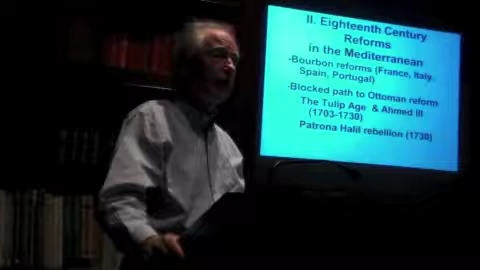 II. Eighteenth Century
Reforms
in the Mediterranean
-Bourbon reforms (France, Italy,
Spain, Portugal)
-Blocked path to Ottoman reform
The Tulip Age & Ahmed III
(1703-1730)
Patrona Halil rebellion (1730)